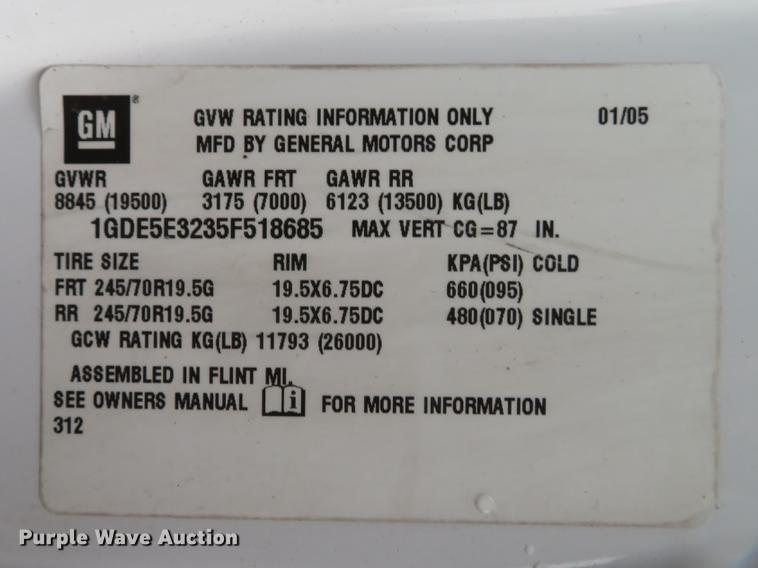 GM ® GVW RATING INFORMATION ONLY 01/05
MFD BY GENERAL MOTORS CORP
GVWR GAWR FRT GAWR RR
8845 (19500) 3175 (7000) 6123 (13500) KG(LB)
1GDE5E3235F518685 MAX VERT CG=87 IN.
TIRE SIZE RIM KPA(PSI) COLD
FRT 245/70R19.5G 19.5X6.75DC 660(095)
RR 245/70R19.5G 19.5X6.75DC 480(070) SINGLE
GCW RATING KG(LB) 11793 (26000)
ASSEMBLED IN FLINT MI.
SEE OWNERS MANUAL i FOR MORE INFORMATION
312
Purple Wave Auction